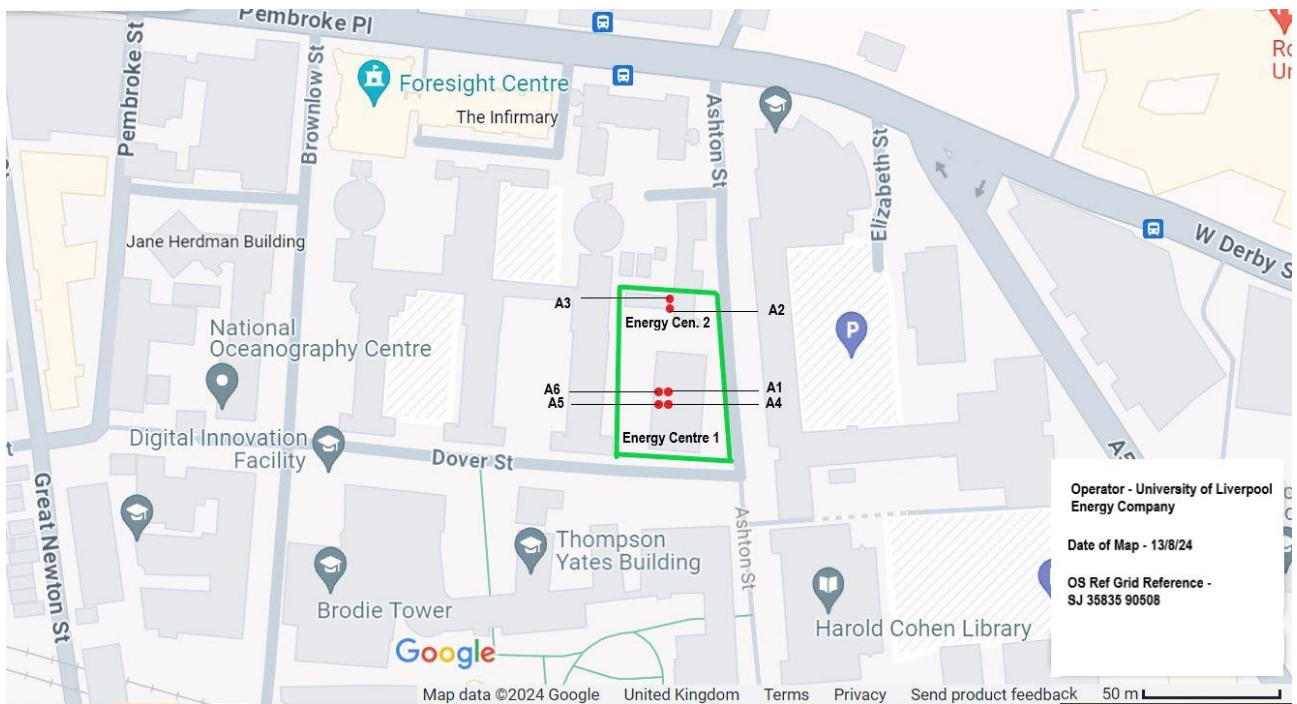 Pembroke Pl
Pembroke St
Brownlow St
Foresight Centre
The Infirmary
Ashton St
Elizabeth St
W Derby S
Ro
Un
Jane Herdman Building
A3
A2
Energy Cen. 2
P
National
Oceanography Centre
A6
A1
A5
A4
Energy Centre 1
Digital Innovation
Facility
Dover St
Great Newton St
Ashton St
Thompson
Yates Building
Brodie Tower
Harold Cohen Library
Operator - University of Liverpool
Energy Company
Date of Map - 13/8/24
OS Ref Grid Reference -
SJ 35835 90508
Google
Map data ©2024 Google United Kingdom Terms Privacy Send product feedback 50 m